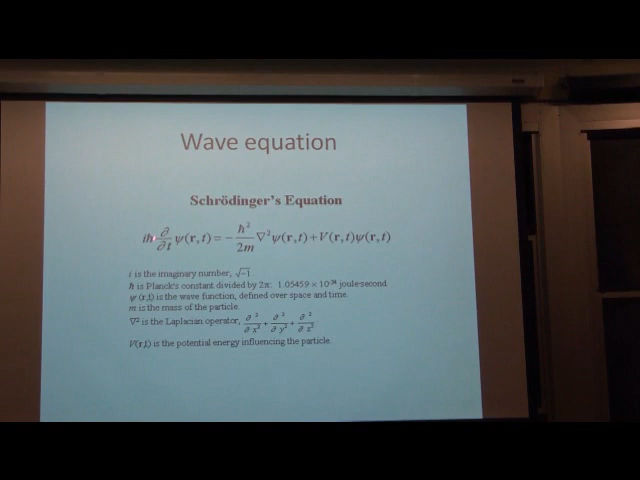 Wave equation
Schrödinger's Equation
iħ ∂/∂t ψ(r,t) = − ħ²/2m ∇²ψ(r,t) + V(r,t)ψ(r,t)
i is the imaginary number, √−1 .
ħ is Planck's constant divided by 2π: 1.05459 × 10⁻³⁴ joule-second.
ψ (r,t) is the wave function, defined over space and time.
m is the mass of the particle.
∇² is the Laplacian operator, ∂²/∂x² + ∂²/∂y² + ∂²/∂z²
V(r,t) is the potential energy influencing the particle.